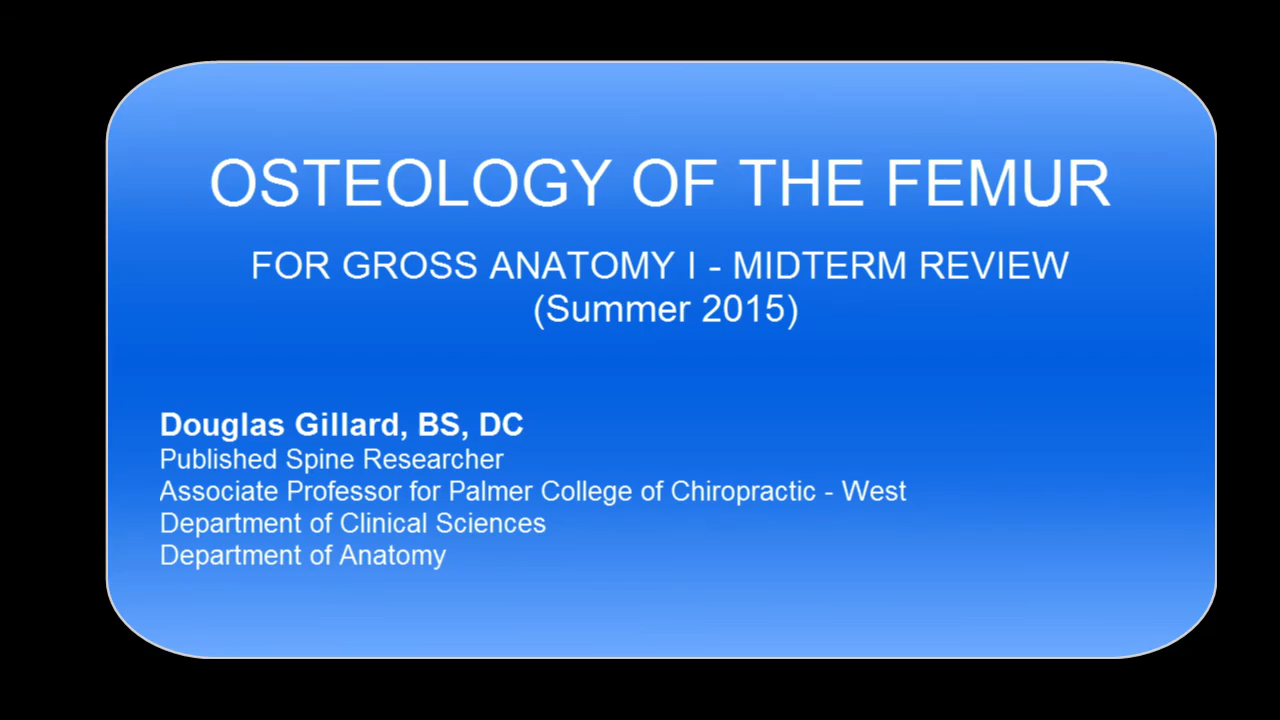 OSTEOLOGY OF THE FEMUR
FOR GROSS ANATOMY I - MIDTERM REVIEW
(Summer 2015)
Douglas Gillard, BS, DC
Published Spine Researcher
Associate Professor for Palmer College of Chiropractic - West
Department of Clinical Sciences
Department of Anatomy